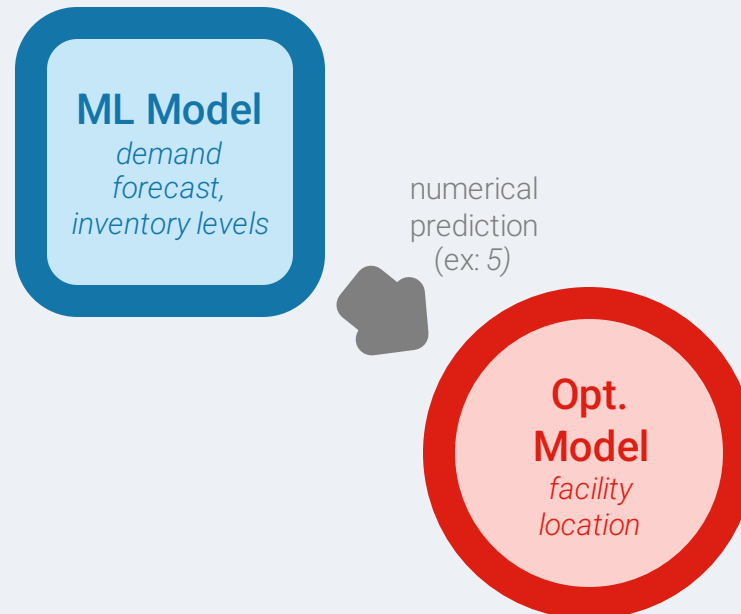 ML Model
demand
forecast,
inventory levels
numerical
prediction
(ex: 5)
Opt.
Model
facility
location